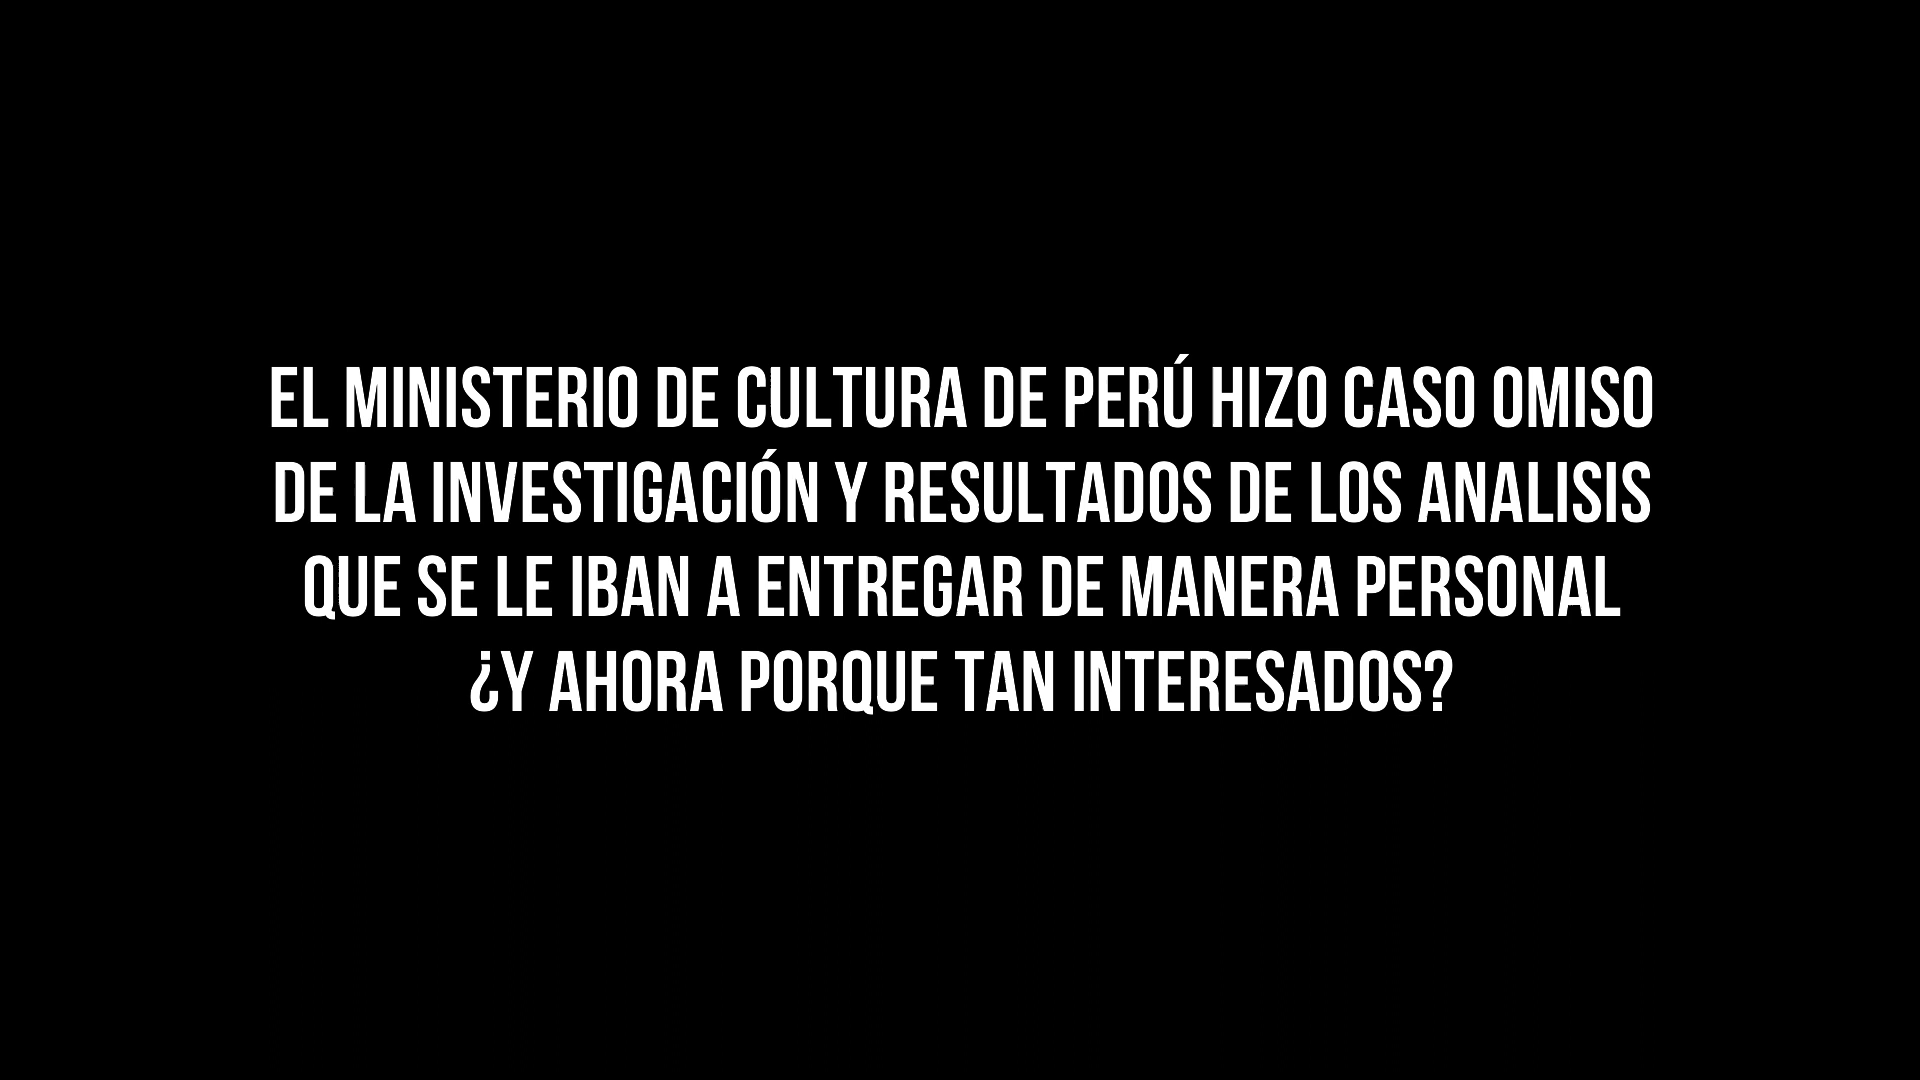 EL MINISTERIO DE CULTURA DE PERÚ HIZO CASO OMISO
DE LA INVESTIGACIÓN Y RESULTADOS DE LOS ANALISIS
QUE SE LE IBAN A ENTREGAR DE MANERA PERSONAL
¿Y AHORA PORQUE TAN INTERESADOS?